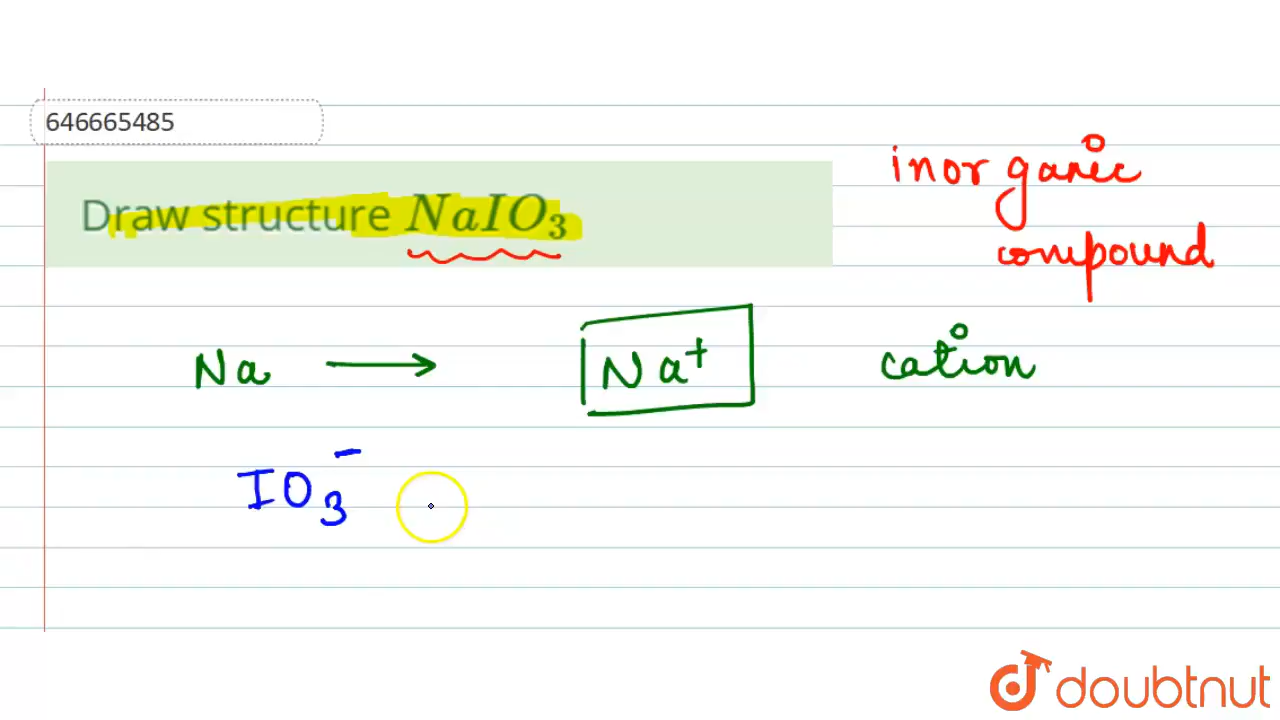 646665485
Draw structure NaIO₃
inorganic
compound
Na → Na⁺ cation
IO₃⁻
doubtnut